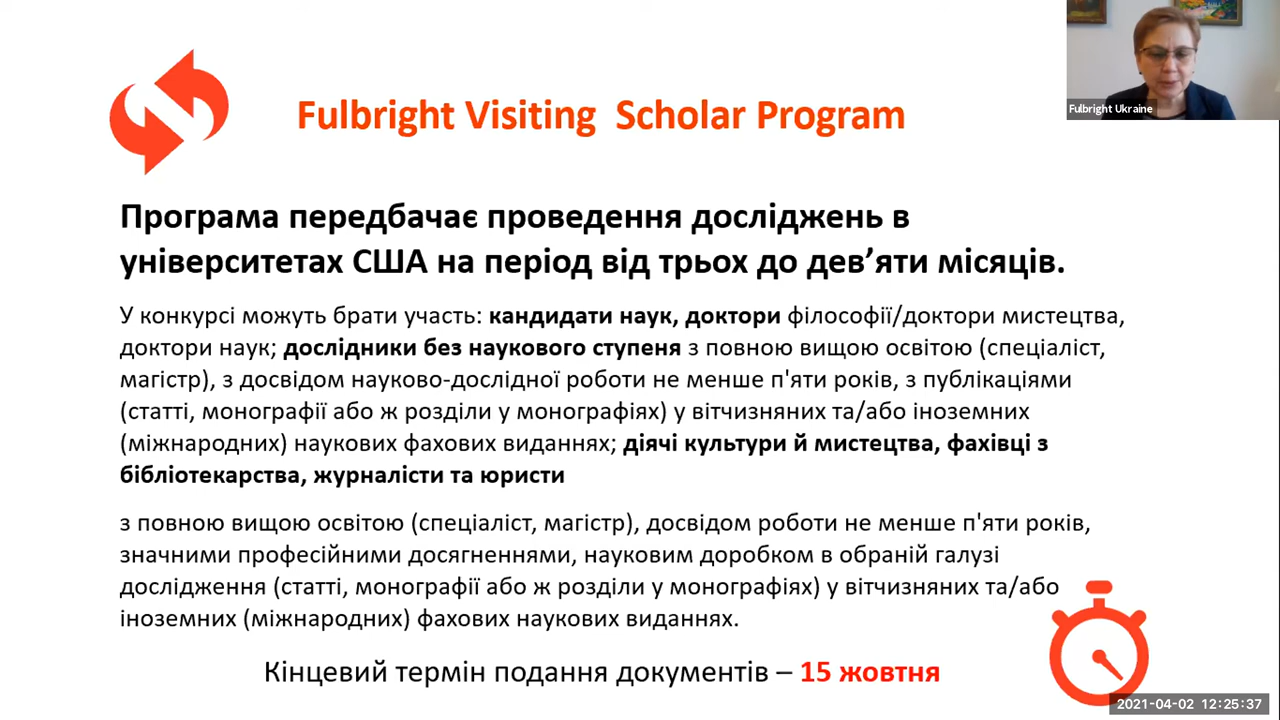 Fulbright Ukraine
Fulbright Visiting Scholar Program
Програма передбачає проведення досліджень в
університетах США на період від трьох до дев’яти місяців.
У конкурсі можуть брати участь: кандидати наук, доктори філософії/доктори мистецтва,
доктори наук; дослідники без наукового ступеня з повною вищою освітою (спеціаліст,
магістр), з досвідом науково-дослідної роботи не менше п'яти років, з публікаціями
(статті, монографії або ж розділи у монографіях) у вітчизняних та/або іноземних
(міжнародних) наукових фахових виданнях; діячі культури й мистецтва, фахівці з
бібліотекарства, журналісти та юристи
з повною вищою освітою (спеціаліст, магістр), досвідом роботи не менше п'яти років,
значними професійними досягненнями, науковим доробком в обраній галузі
дослідження (статті, монографії або ж розділи у монографіях) у вітчизняних та/або
іноземних (міжнародних) фахових наукових виданнях.
Кінцевий термін подання документів – 15 жовтня
2021-04-02 12:25:37